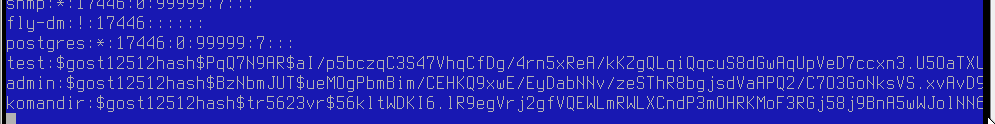 snmp:*:17446:0:99999:7:::
fly-dm:!:17446::::::
postgres:*:17446:0:99999:7:::
test:$gost12512hash$PqQ7N9AR$al/p5bczqC3S47VhqCfDg/4rn5xReA/kKZgQLqiQqcuS8dGwAqUpVeD7ccxn3.U5OaTXL
admin:$gost12512hash$BzNbmJUT$ueMOgPbmBim/CEHKQ9xwE/EyDabNNv/zeSThR8bgjsdVaAPQ2/C7O3GoNksVS.xvAvD9
komandir:$gost12512hash$tr5623vr$56kltWDKI6.lR9egVrj2gfVQEWLmRWLXCndP3mOHRKMoF3RGj58j9BnA5wWJolNN6